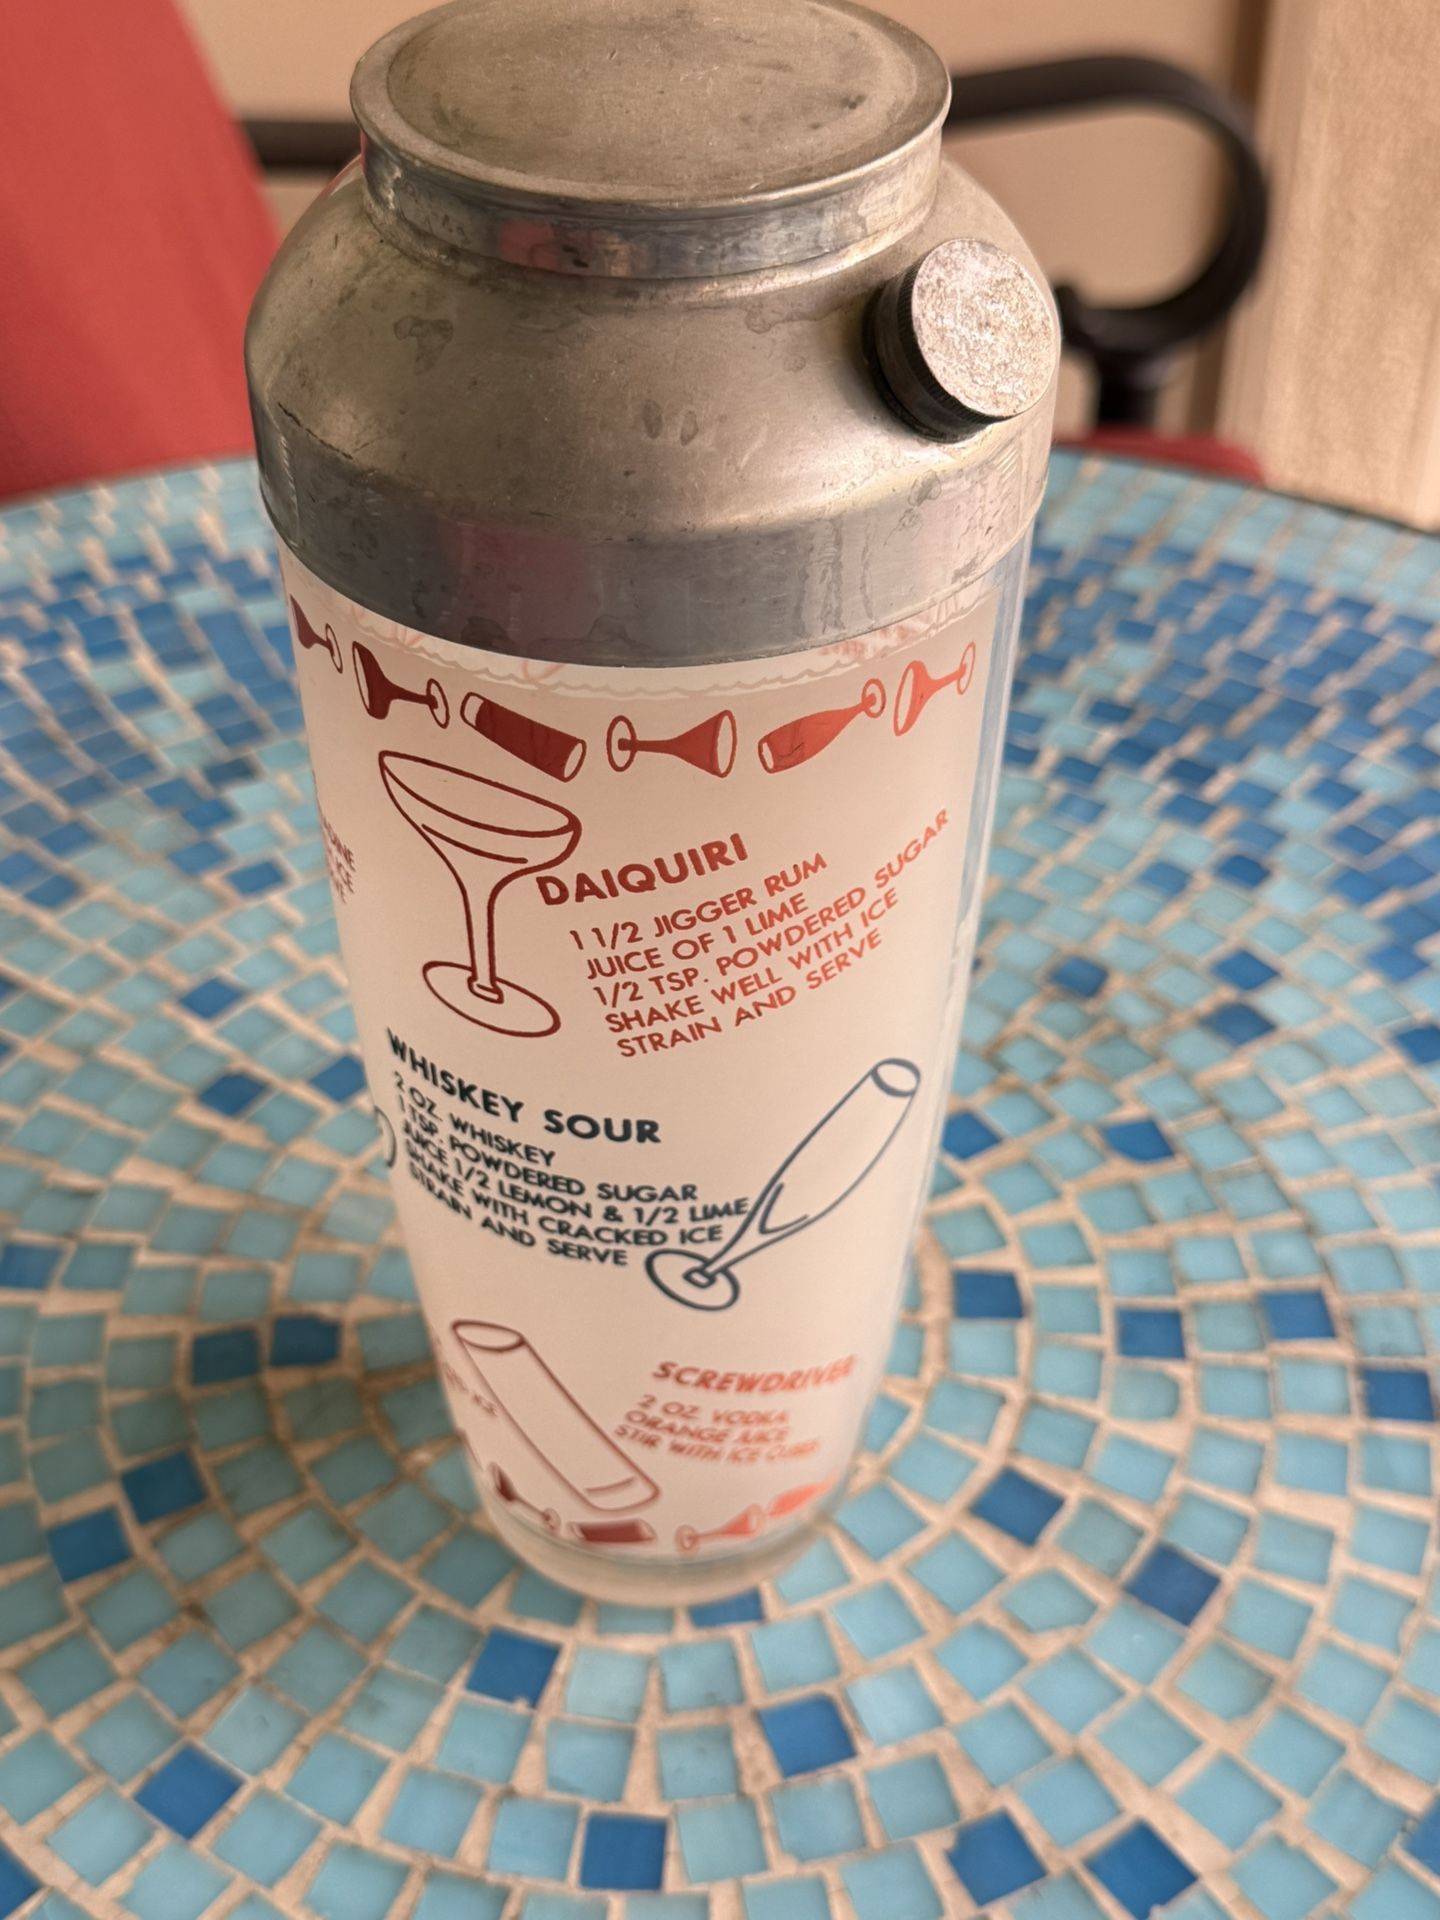 DAIQUIRI
1 1/2 JIGGER RUM
JUICE OF 1 LIME
1/2 TSP. POWDERED SUGAR
SHAKE WELL WITH ICE
STRAIN AND SERVE
WHISKEY SOUR
2 OZ. WHISKEY
1 TSP. POWDERED SUGAR
JUICE 1/2 LEMON & 1/2 LIME
SHAKE WITH CRACKED ICE
STRAIN AND SERVE
SCREWDRIVER
2 OZ. VODKA
ORANGE JUICE
STIR WITH ICE CUBES
ICE